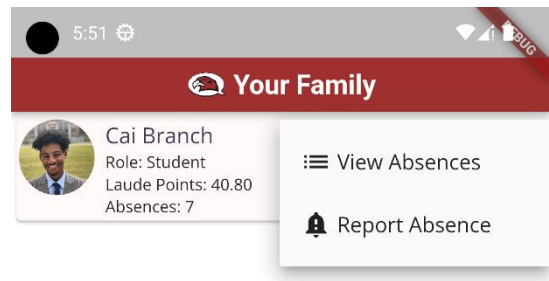 5:51
DEBUG
Your Family
Cai Branch
Role: Student
Laude Points: 40.80
Absences: 7
View Absences
Report Absence